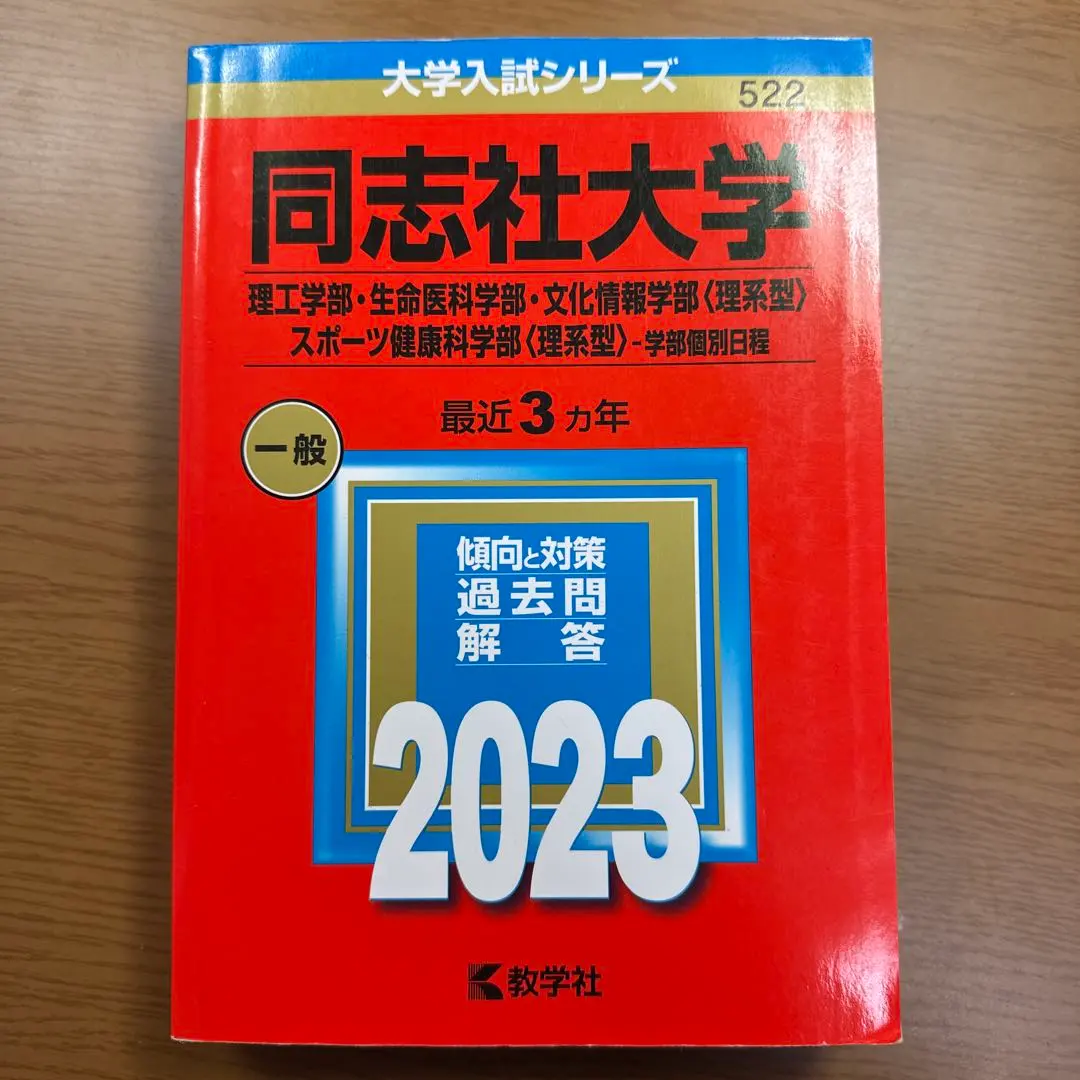 大学入試シリーズ
522
同志社大学
理工学部・生命医科学部・文化情報学部〈理系型〉
スポーツ健康科学部〈理系型〉-学部個別日程
最近3カ年
一般
傾向と対策
過去問
解答
2023
教学社